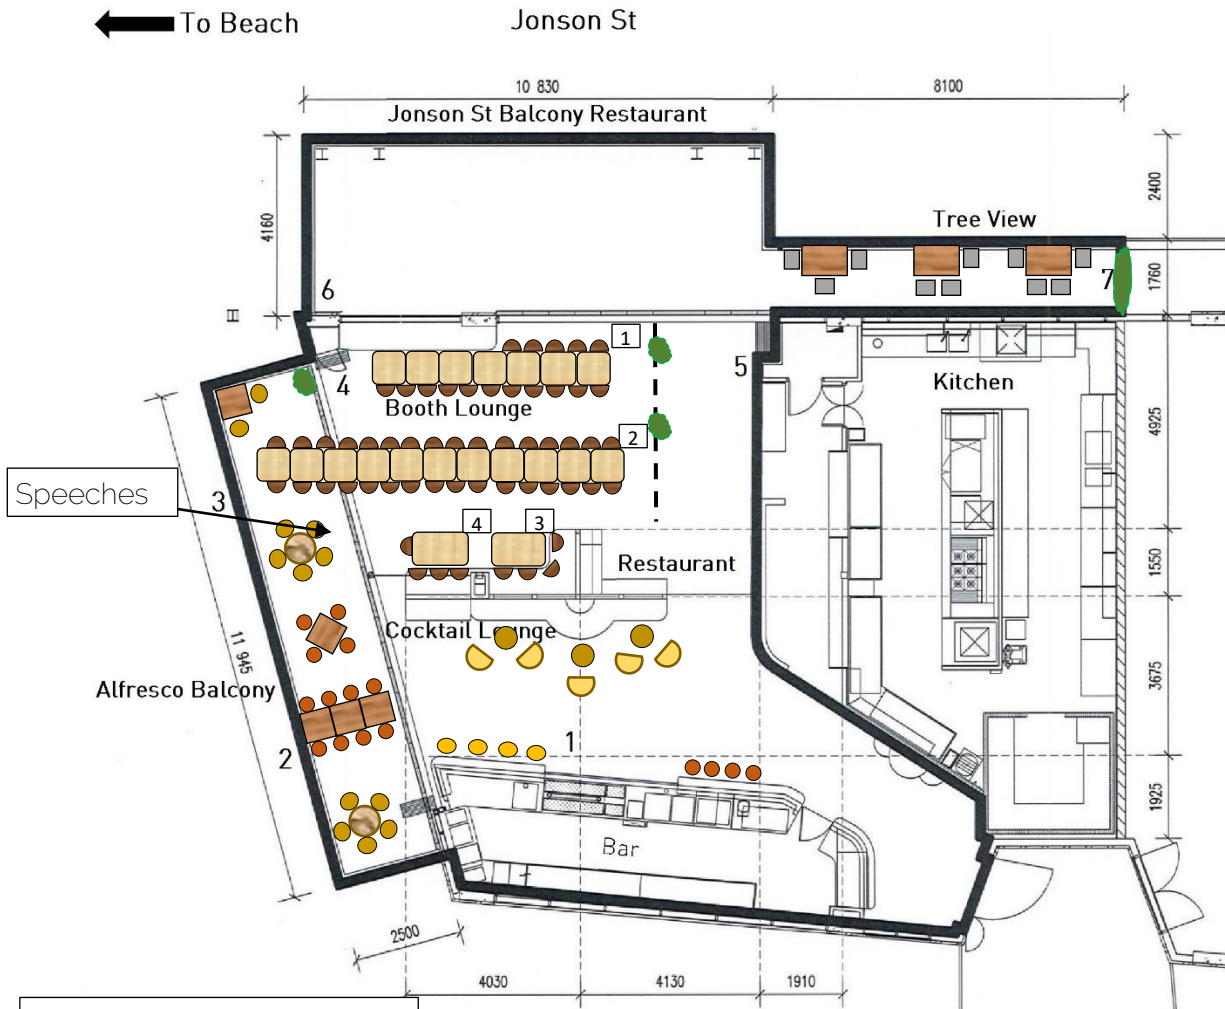 To Beach
Jonson St
10 830
8100
Jonson St Balcony Restaurant
2400
4160
Tree View
7
1760
6
1
5
4
Kitchen
Booth Lounge
4925
2
Speeches
3
4
3
Restaurant
1550
Cocktail Lounge
11 945
3675
Alfresco Balcony
1
2
1925
Bar
2500
4030
4130
1910